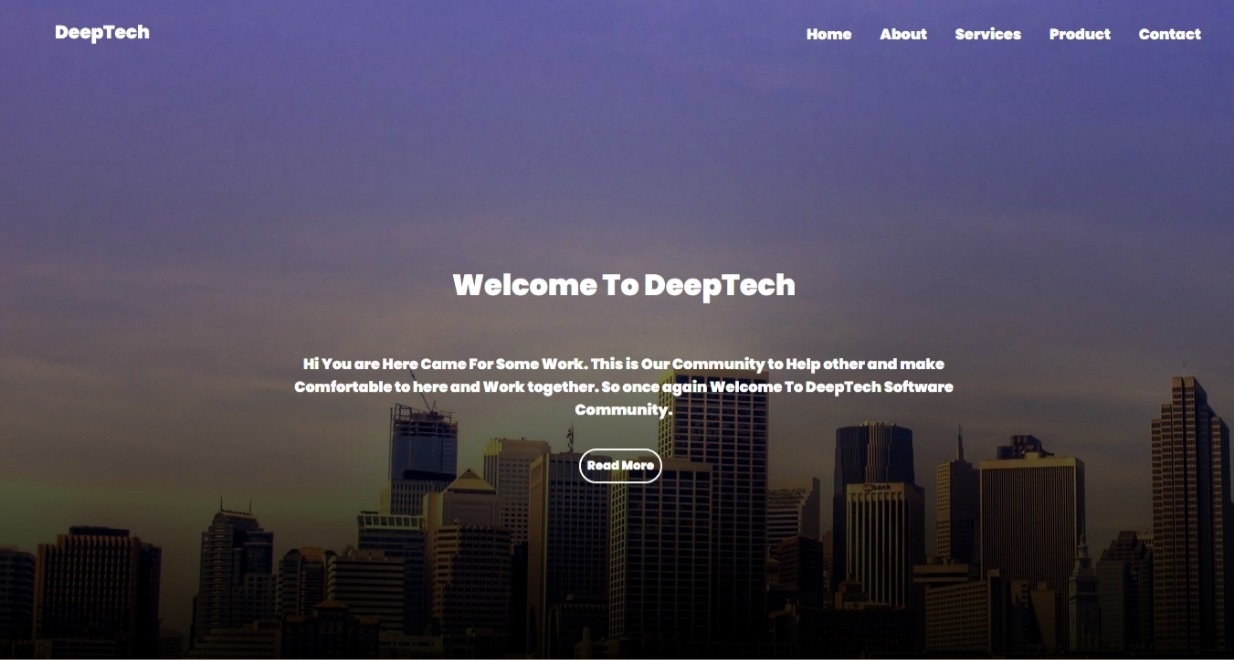 DeepTech
Home About Services Product Contact
Welcome To DeepTech
Hi You are Here Came For Some Work. This is Our Community to Help other and make
Comfortable to here and Work together. So once again Welcome To DeepTech Software
Community.
Read More
bank